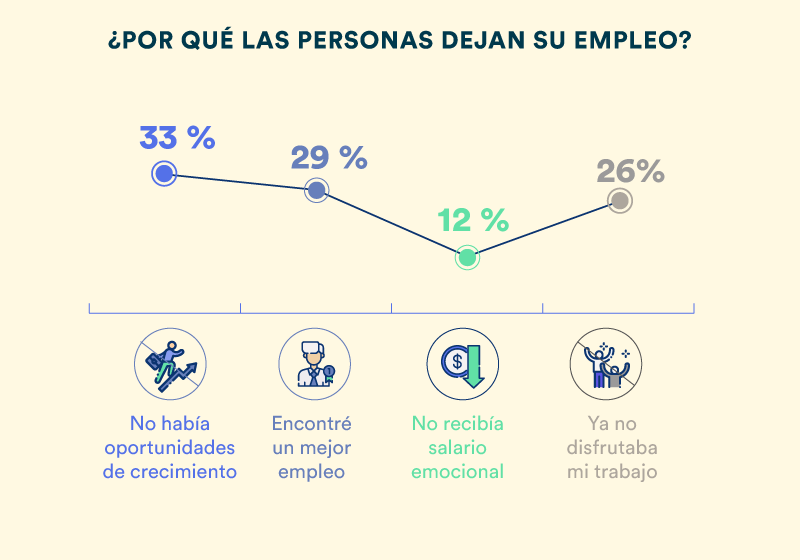 ¿POR QUÉ LAS PERSONAS DEJAN SU EMPLEO?
33 %
29 %
12 %
26%
$
1
No había
oportunidades
de crecimiento
Encontré
un mejor
empleo
No recibía
salario
emocional
Ya no
disfrutaba
mi trabajo